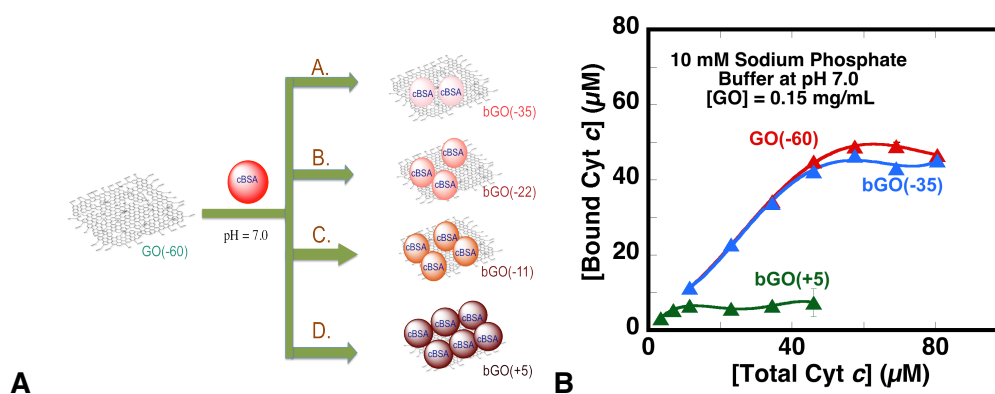 A.
cBSA
cBSA
bGO(-35)
B.
cBSA
cBSA
cBSA
bGO(-22)
cBSA
pH = 7.0
GO(-60)
C.
cBSA
cBSA
cBSA
cBSA
bGO(-11)
D.
cBSA
cBSA
cBSA
cBSA
cBSA
cBSA
bGO(+5)
A
80
60
40
20
0
[Bound Cyt c] (µM)
10 mM Sodium Phosphate
Buffer at pH 7.0
[GO] = 0.15 mg/mL
GO(-60)
bGO(-35)
bGO(+5)
0 40 80
[Total Cyt c] (µM)
B